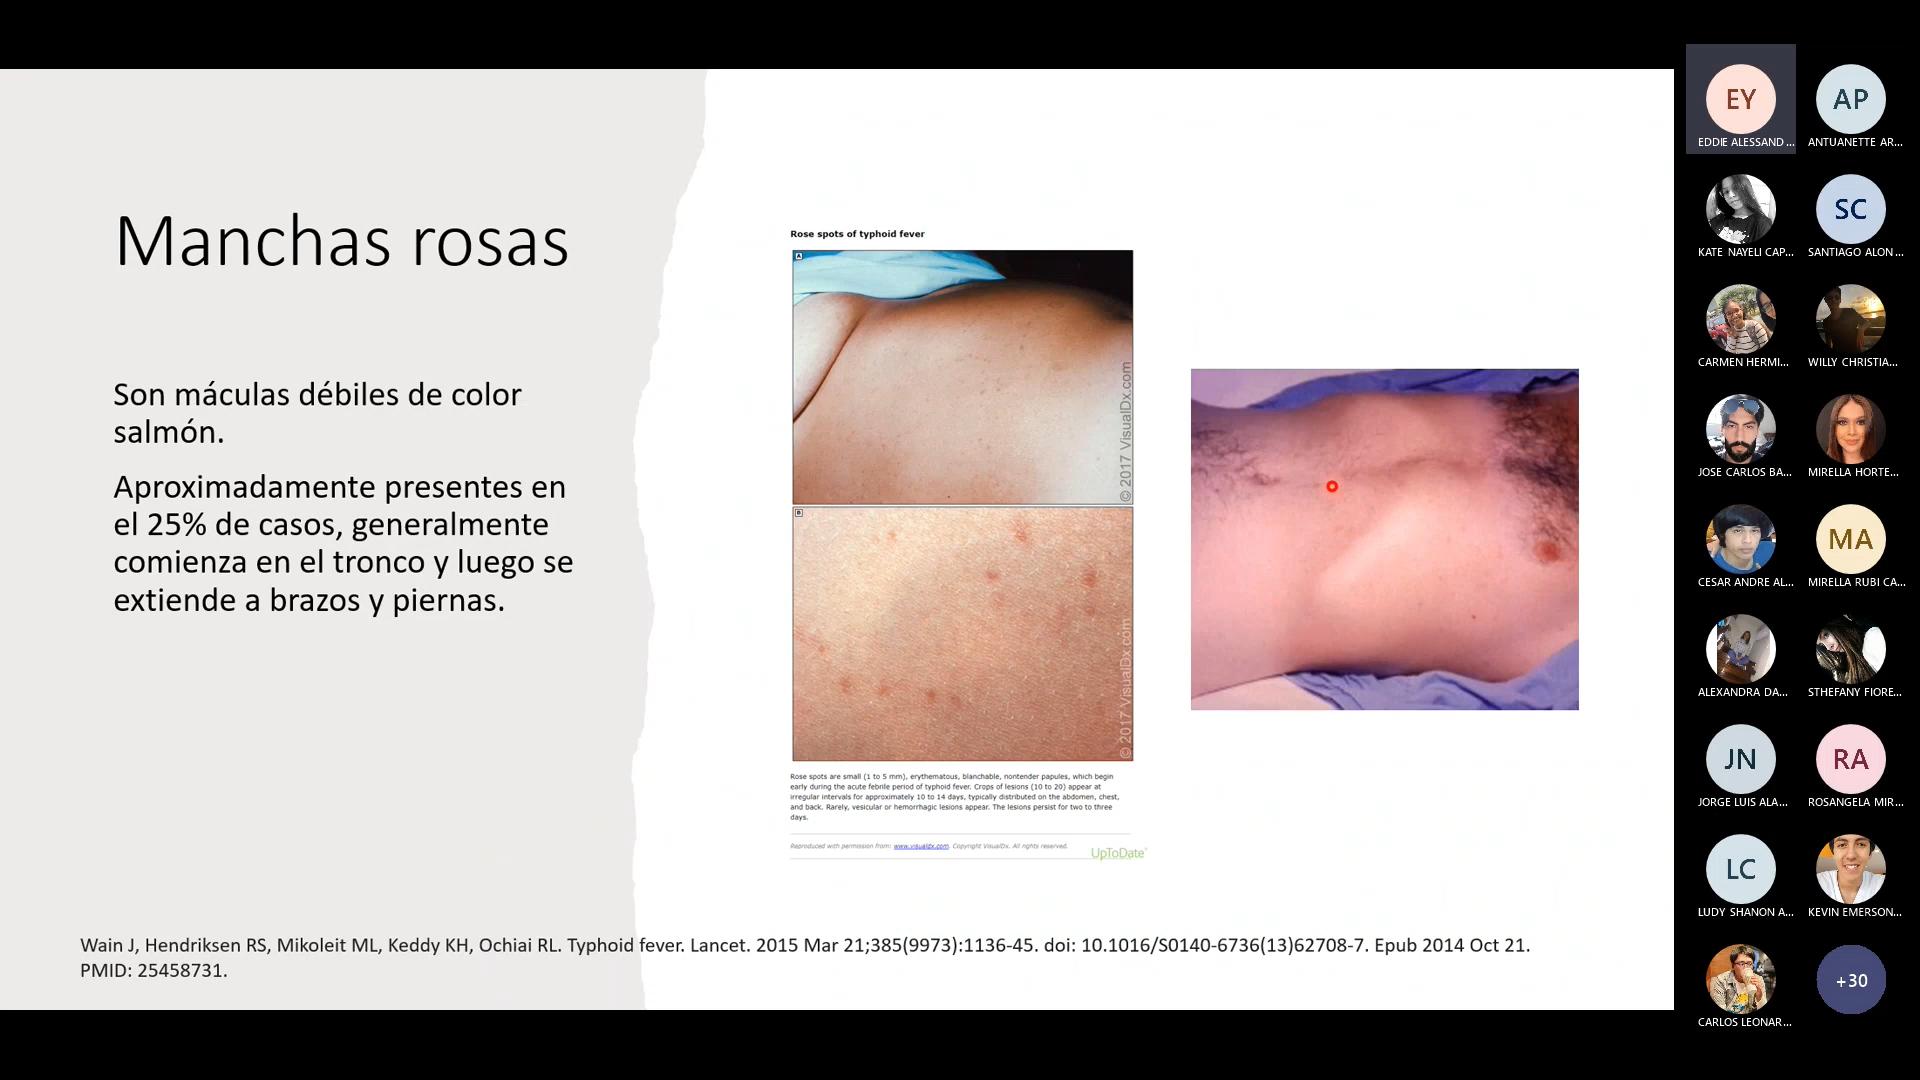 Manchas rosas
Son máculas débiles de color
salmón.
Aproximadamente presentes en
el 25% de casos, generalmente
comienza en el tronco y luego se
extiende a brazos y piernas.
Rose spots of typhoid fever
A
© 2017 VisualDx.com
B
© 2017 VisualDx.com
Rose spots are small (1 to 5 mm), erythematous, blanchable, nontender papules, which begin
early during the acute febrile period of typhoid fever. Crops of lesions (10 to 20) appear at
irregular intervals for approximately 10 to 14 days, typically distributed on the abdomen, chest,
and back. Rarely, vesicular or hemorrhagic lesions appear. The lesions persist for two to three
days.
Reproduced with permission from: www.visualdx.com. Copyright VisualDx. All rights reserved.
UpToDate®
Wain J, Hendriksen RS, Mikoleit ML, Keddy KH, Ochiai RL. Typhoid fever. Lancet. 2015 Mar 21;385(9973):1136-45. doi: 10.1016/S0140-6736(13)62708-7. Epub 2014 Oct 21.
PMID: 25458731.
EY
EDDIE ALESSAND...
AP
ANTUANETTE AR...
KATE NAYELI CAP...
SC
SANTIAGO ALON...
CARMEN HERMI...
WILLY CHRISTIA...
JOSE CARLOS BA...
MIRELLA HORTE...
CESAR ANDRE AL...
MA
MIRELLA RUBI CA...
ALEXANDRA DA...
STHEFANY FIORE...
JN
JORGE LUIS ALA...
RA
ROSANGELA MIR...
LC
LUDY SHANON A...
KEVIN EMERSON...
CARLOS LEONAR...
+30